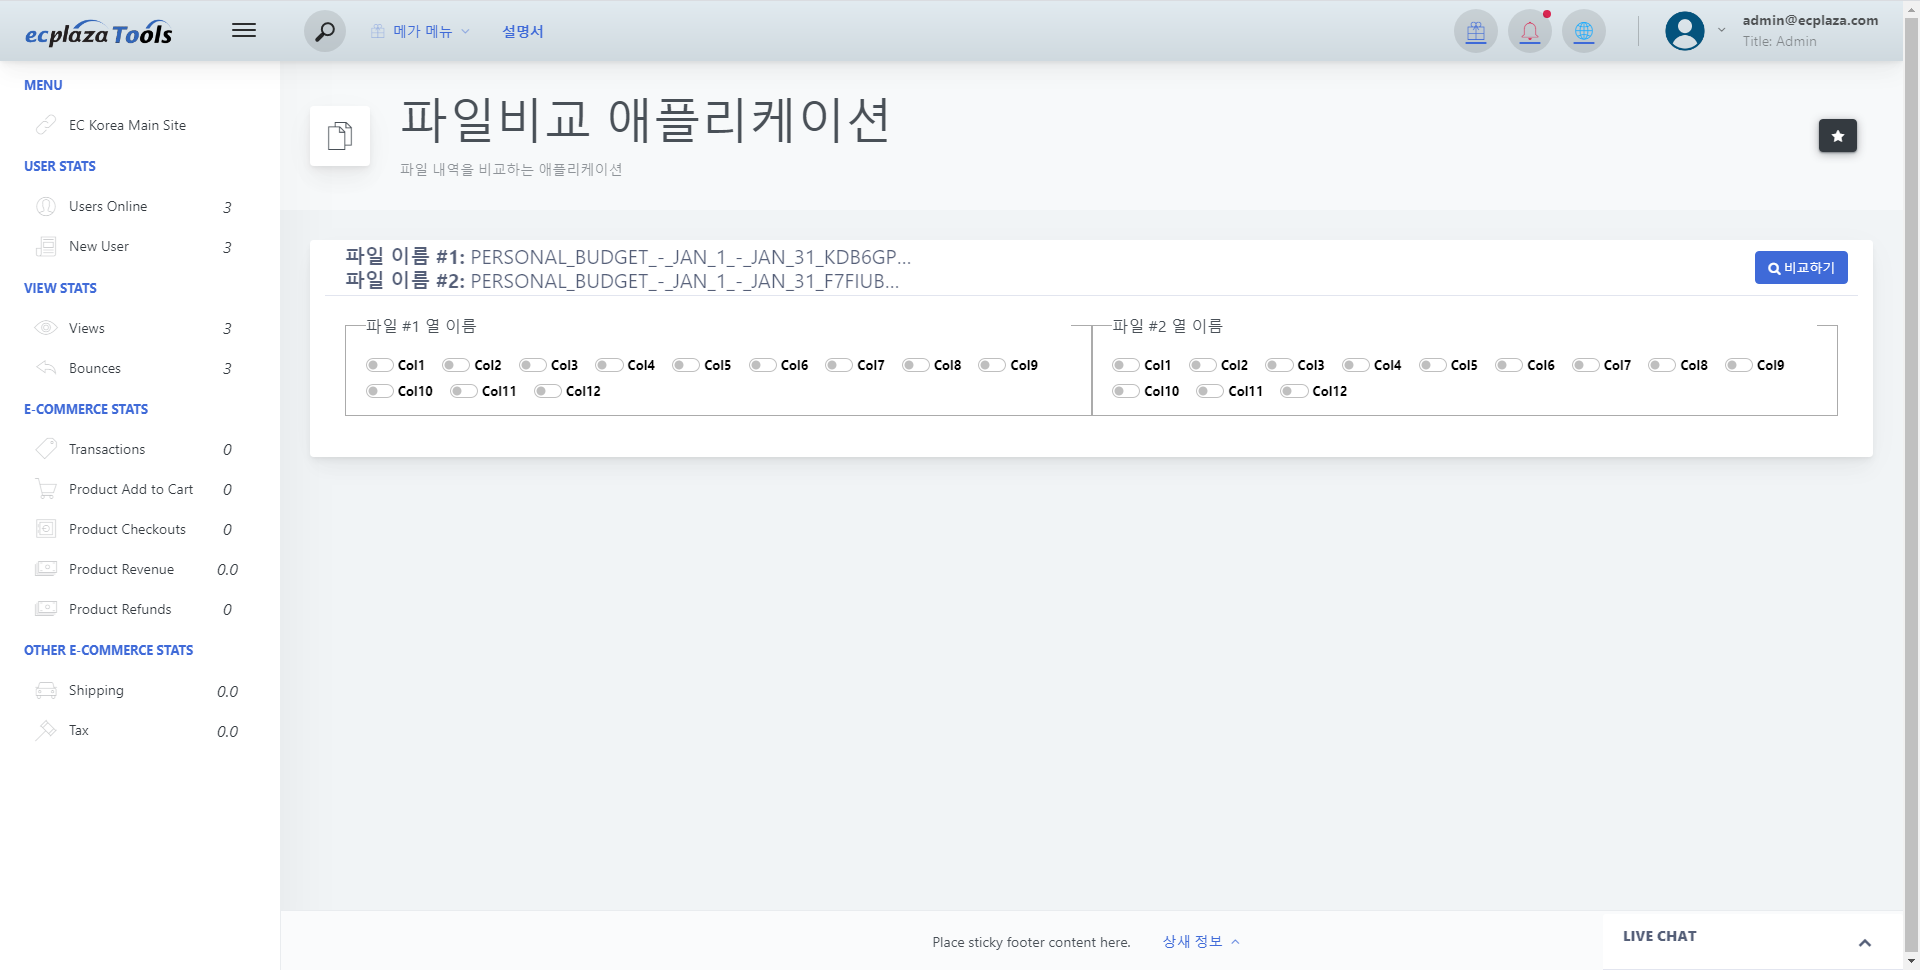 ecplaza Tools
메가 메뉴
설명서
admin@ecplaza.com
Title: Admin
MENU
EC Korea Main Site
USER STATS
Users Online 3
New User 3
VIEW STATS
Views 3
Bounces 3
E-COMMERCE STATS
Transactions 0
Product Add to Cart 0
Product Checkouts 0
Product Revenue 0.0
Product Refunds 0
OTHER E-COMMERCE STATS
Shipping 0.0
Tax 0.0
파일비교 애플리케이션
파일 내역을 비교하는 애플리케이션
파일 이름 #1: PERSONAL_BUDGET_-_JAN_1_-_JAN_31_KDB6GP...
파일 이름 #2: PERSONAL_BUDGET_-_JAN_1_-_JAN_31_F7FIUB...
비교하기
파일 #1 열 이름
Col1 Col2 Col3 Col4 Col5 Col6 Col7 Col8 Col9
Col10 Col11 Col12
파일 #2 열 이름
Col1 Col2 Col3 Col4 Col5 Col6 Col7 Col8 Col9
Col10 Col11 Col12
Place sticky footer content here.
상새 정보
LIVE CHAT